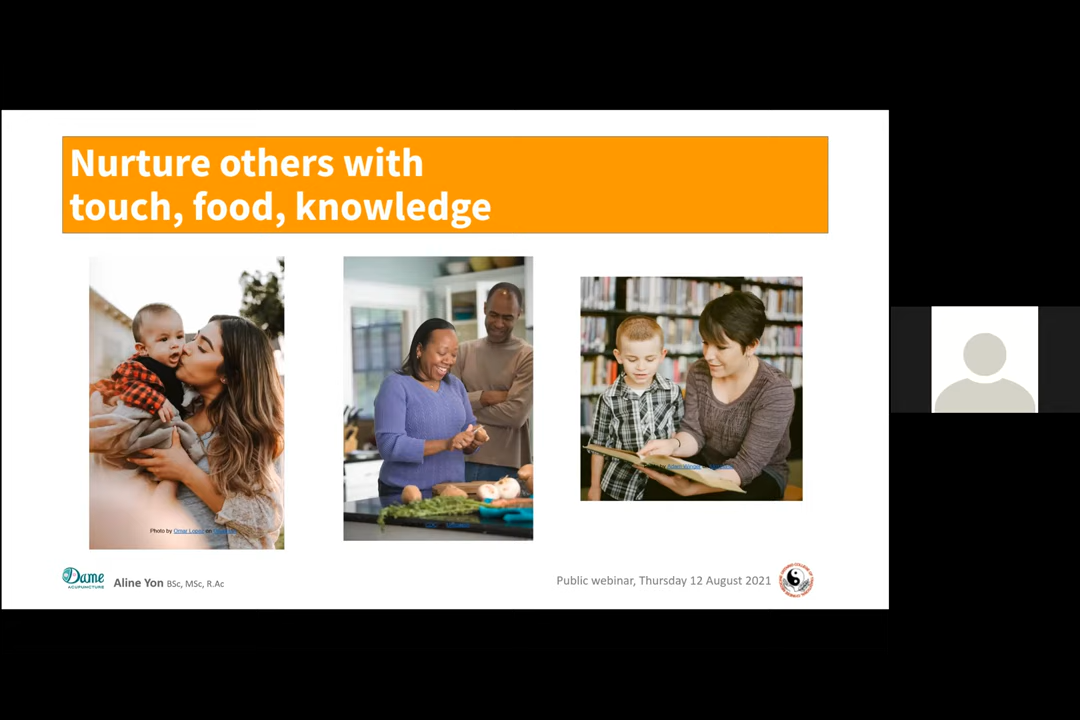 Nurture others with
touch, food, knowledge
Photo by Omar Lopez on
Dame
ACUPUNCTURE
Aline Yon BSc, MSc, R.Ac
Public webinar, Thursday 12 August 2021